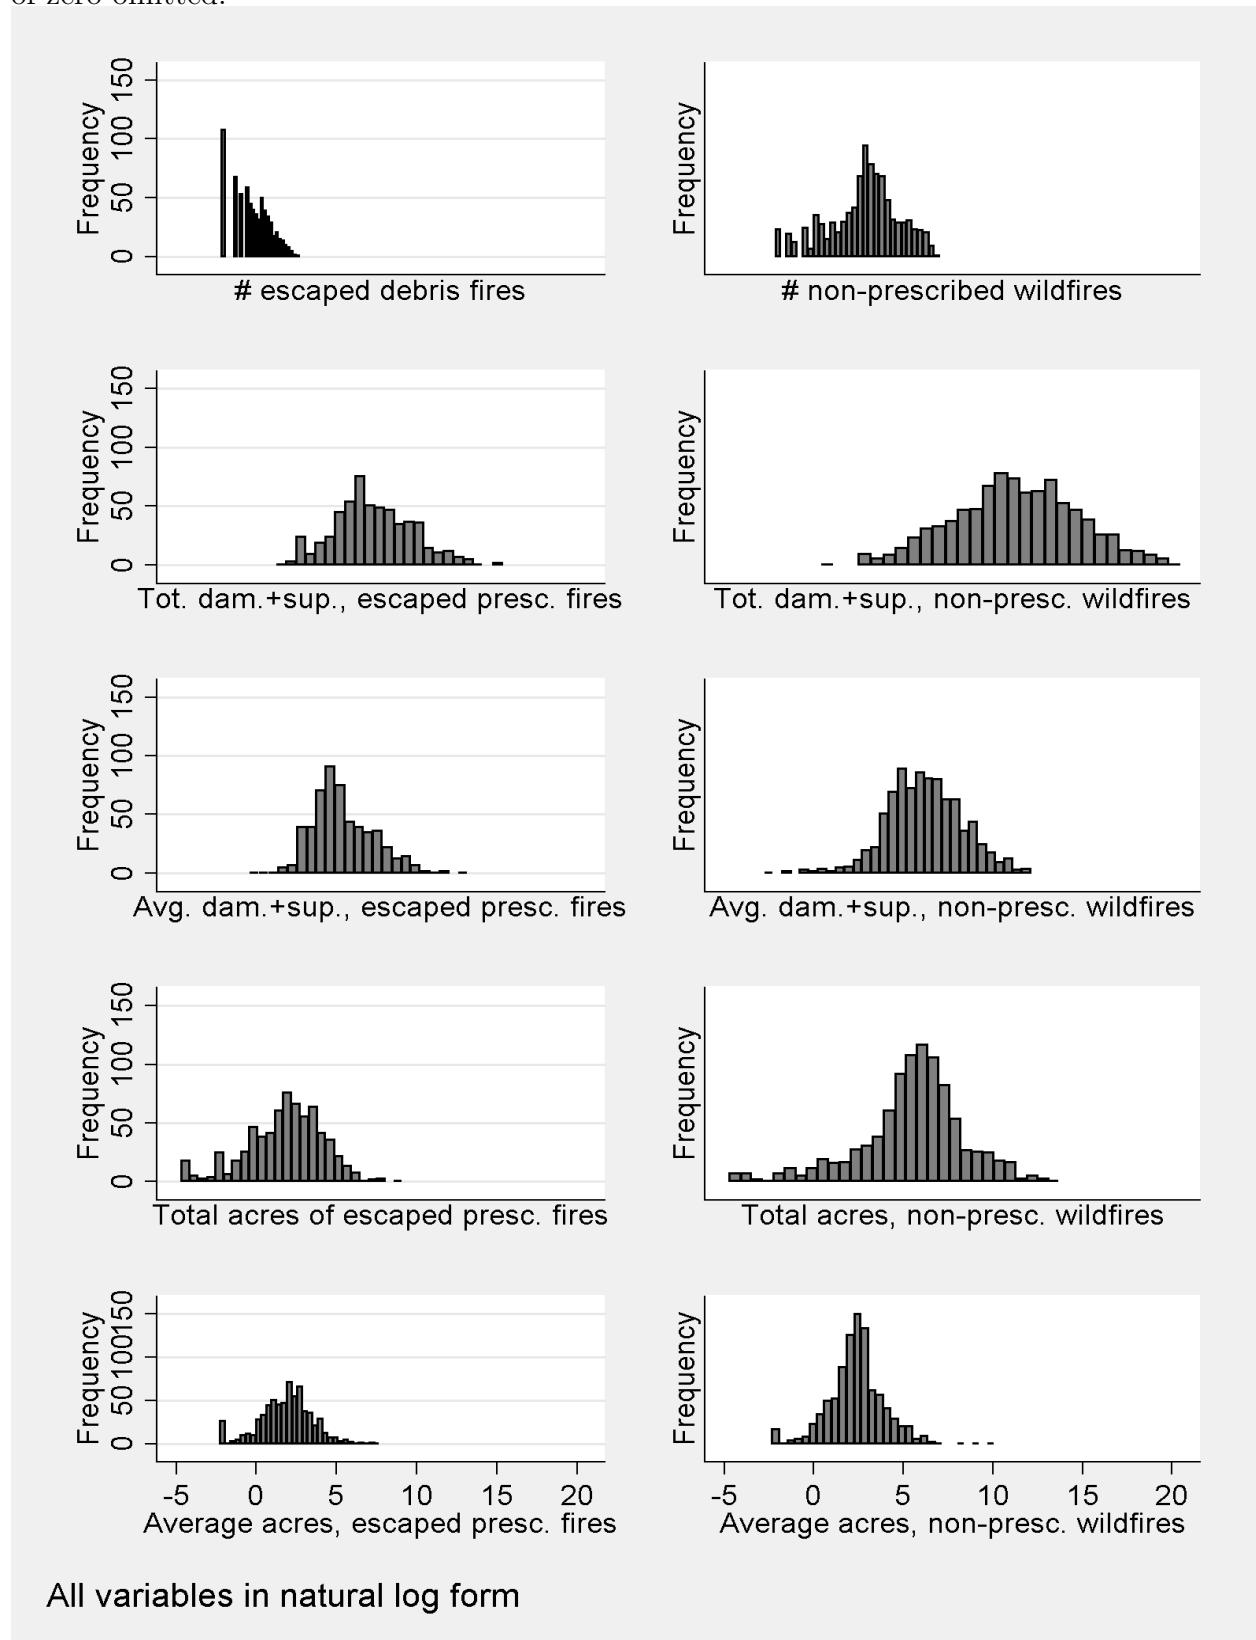 or zero omitted.
Frequency
0 50 100 150
# escaped debris fires
Frequency
# non-prescribed wildfires
Frequency
0 50 100 150
Tot. dam.+sup., escaped presc. fires
Frequency
Tot. dam.+sup., non-presc. wildfires
Frequency
0 50 100 150
Avg. dam.+sup., escaped presc. fires
Frequency
Avg. dam.+sup., non-presc. wildfires
Frequency
0 50 100 150
Total acres of escaped presc. fires
Frequency
Total acres, non-presc. wildfires
Frequency
0 50 100 150
-5 0 5 10 15 20
Average acres, escaped presc. fires
Frequency
-5 0 5 10 15 20
Average acres, non-presc. wildfires
All variables in natural log form